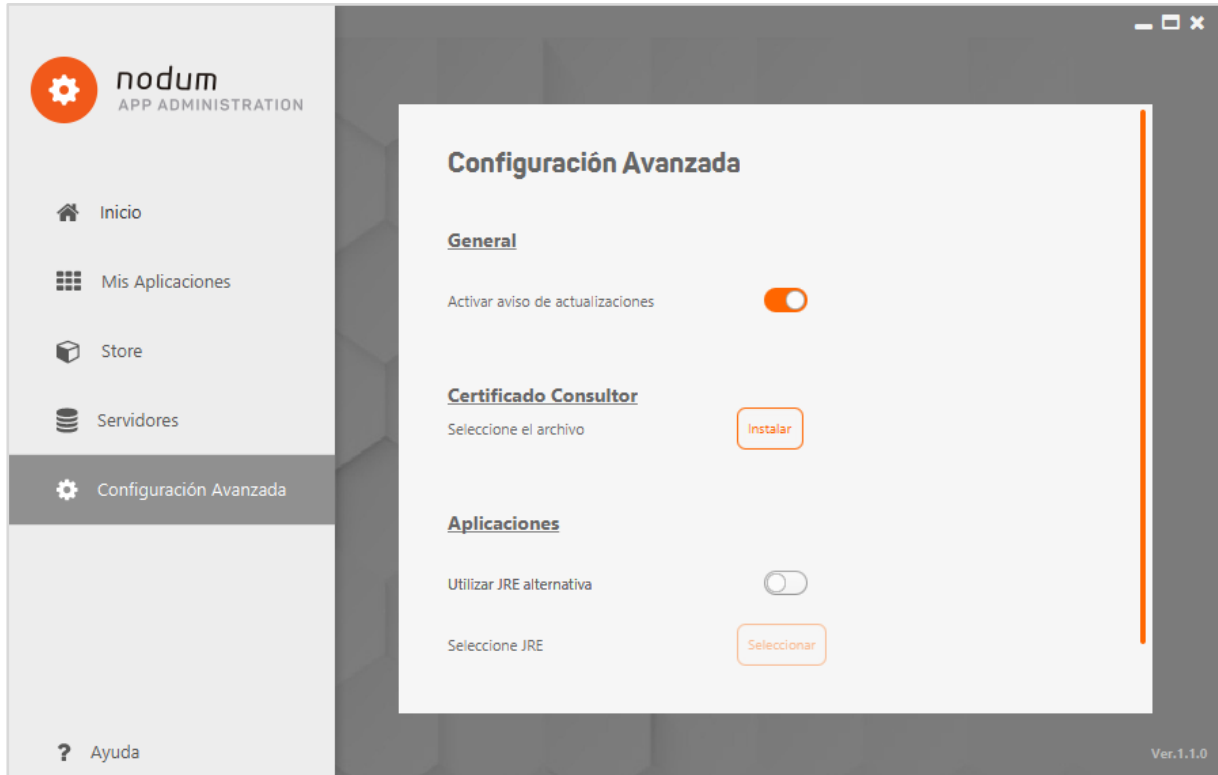 nodum
APP ADMINISTRATION
Inicio
Mis Aplicaciones
Store
Servidores
Configuración Avanzada
Ayuda
Configuración Avanzada
General
Activar aviso de actualizaciones
Certificado Consultor
Seleccione el archivo Instalar
Aplicaciones
Utilizar JRE alternativa
Seleccione JRE Seleccionar
Ver.1.1.0